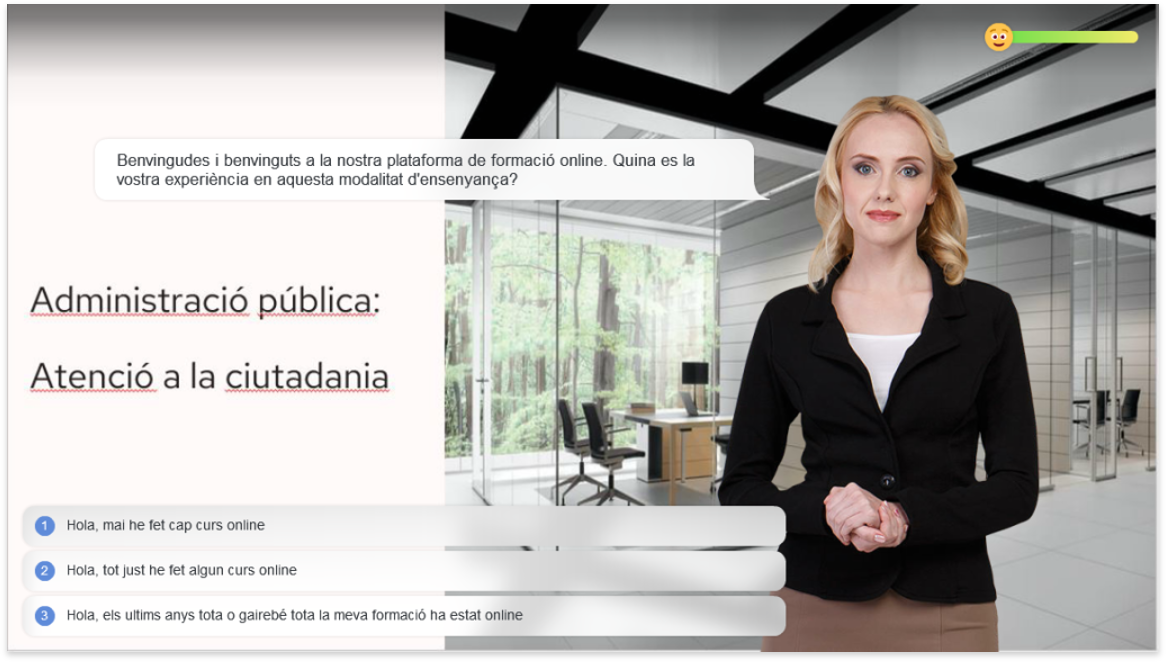 Benvingudes i benvinguts a la nostra plataforma de formació online. Quina es la
vostra experiència en aquesta modalitat d'ensenyança?
Administració pública:
Atenció a la ciutadania
1 Hola, mai he fet cap curs online
2 Hola, tot just he fet algun curs online
3 Hola, els ultims anys tota o gairebé tota la meva formació ha estat online